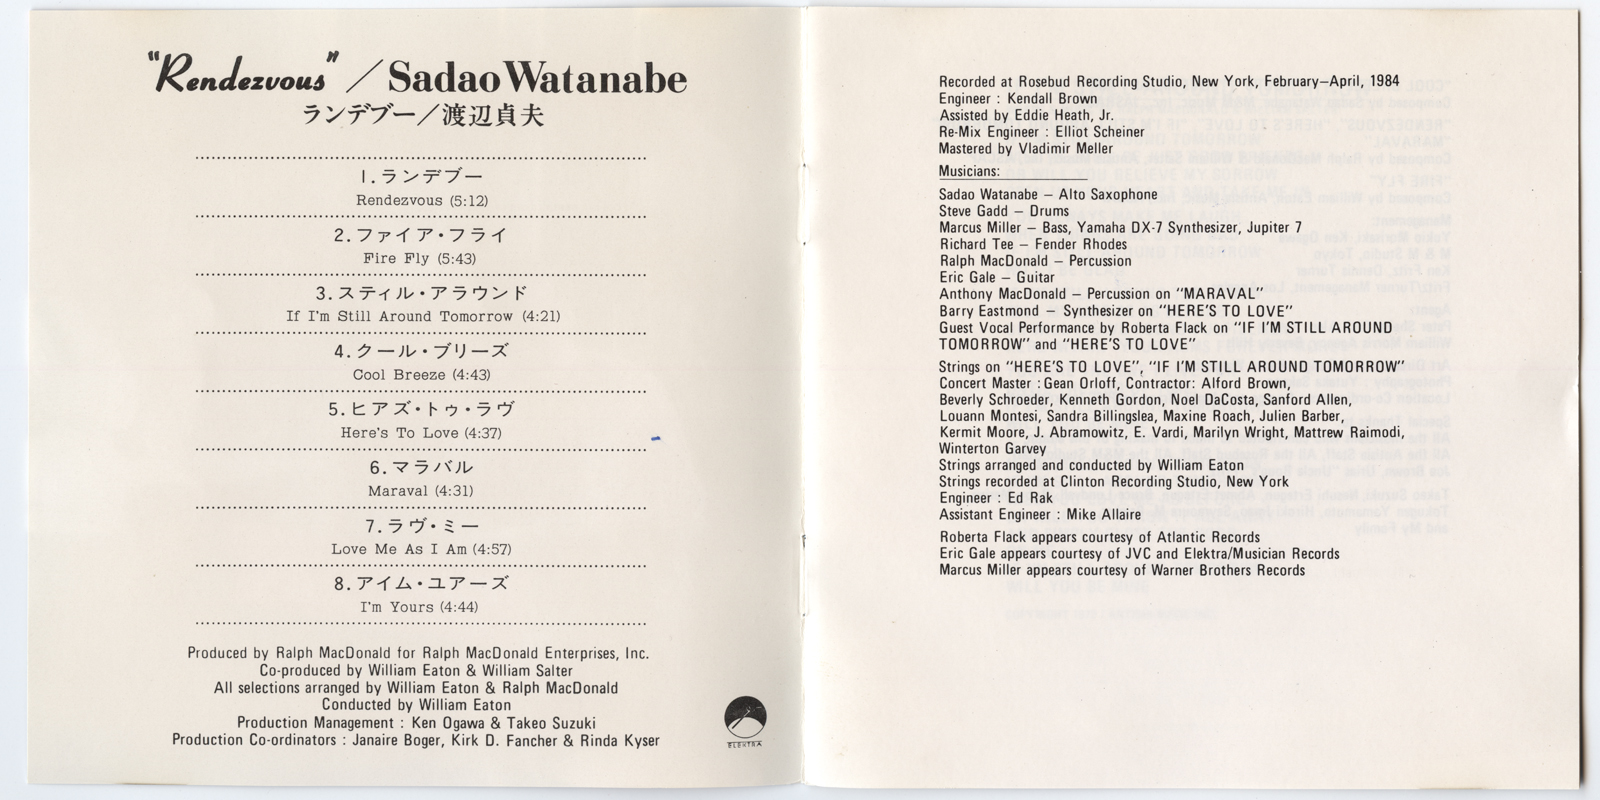 "Rendezvous" / Sadao Watanabe
ランデブー/渡辺貞夫
1.ランデブー
Rendezvous (5:12)
2.ファイア・フライ
Fire Fly (5:43)
3.スティル・アラウンド
If I'm Still Around Tomorrow (4:21)
4.クール・ブリーズ
Cool Breeze (4:43)
5.ヒアズ・トゥ・ラヴ
Here's To Love (4:37)
6.マラバル
Maraval (4:31)
7.ラヴ・ミー
Love Me As I Am (4:57)
8.アイム・ユアーズ
I'm Yours (4:44)
Produced by Ralph MacDonald for Ralph MacDonald Enterprises, Inc.
Co-produced by William Eaton & William Salter
All selections arranged by William Eaton & Ralph MacDonald
Conducted by William Eaton
Production Management : Ken Ogawa & Takeo Suzuki
Production Co-ordinators : Janaire Boger, Kirk D. Fancher & Rinda Kyser
ELEKTRA
Recorded at Rosebud Recording Studio, New York, February–April, 1984
Engineer : Kendall Brown
Assisted by Eddie Heath, Jr.
Re-Mix Engineer : Elliot Scheiner
Mastered by Vladimir Meller
Musicians:
Sadao Watanabe – Alto Saxophone
Steve Gadd – Drums
Marcus Miller – Bass, Yamaha DX-7 Synthesizer, Jupiter 7
Richard Tee – Fender Rhodes
Ralph MacDonald – Percussion
Eric Gale – Guitar
Anthony MacDonald – Percussion on "MARAVAL"
Barry Eastmond – Synthesizer on "HERE'S TO LOVE"
Guest Vocal Performance by Roberta Flack on "IF I'M STILL AROUND
TOMORROW" and "HERE'S TO LOVE"
Strings on "HERE'S TO LOVE", "IF I'M STILL AROUND TOMORROW"
Concert Master : Gean Orloff, Contractor: Alford Brown,
Beverly Schroeder, Kenneth Gordon, Noel DaCosta, Sanford Allen,
Louann Montesi, Sandra Billingslea, Maxine Roach, Julien Barber,
Kermit Moore, J. Abramowitz, E. Vardi, Marilyn Wright, Mattrew Raimodi,
Winterton Garvey
Strings arranged and conducted by William Eaton
Strings recorded at Clinton Recording Studio, New York
Engineer : Ed Rak
Assistant Engineer : Mike Allaire
Roberta Flack appears courtesy of Atlantic Records
Eric Gale appears courtesy of JVC and Elektra/Musician Records
Marcus Miller appears courtesy of Warner Brothers Records